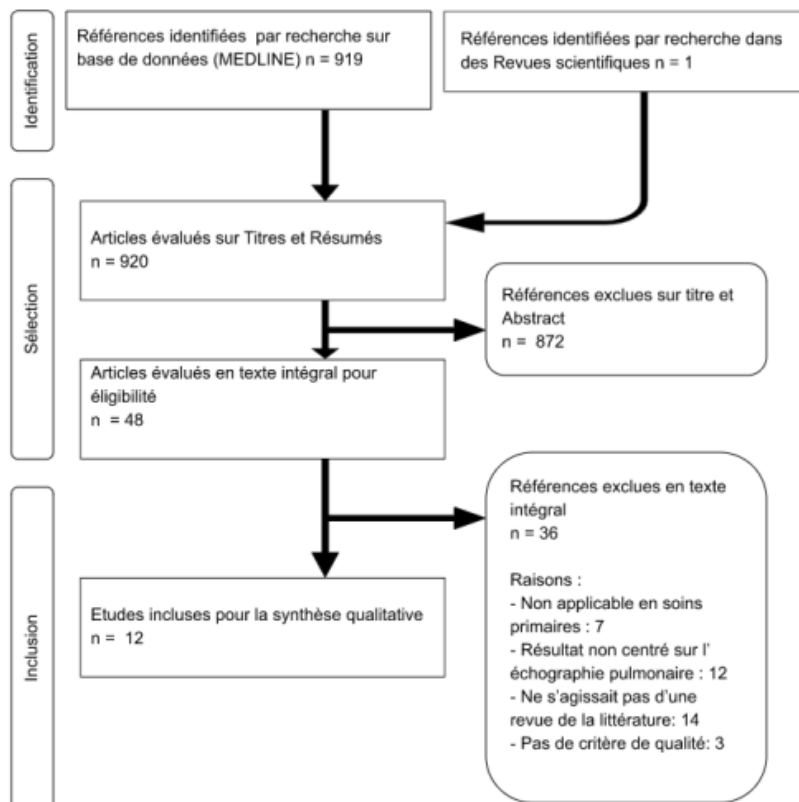 Identification
Références identifiées par recherche sur
base de données (MEDLINE) n = 919
Références identifiées par recherche dans
des Revues scientifiques n = 1
Sélection
Articles évalués sur Titres et Résumés
n = 920
Références exclues sur titre et
Abstract
n = 872
Articles évalués en texte intégral pour
éligibilité
n = 48
Inclusion
Références exclues en texte
intégral
n = 36
Raisons :
- Non applicable en soins
primaires : 7
- Résultat non centré sur l'
échographie pulmonaire : 12
- Ne s'agissait pas d'une
revue de la littérature: 14
- Pas de critère de qualité: 3
Etudes incluses pour la synthèse qualitative
n = 12